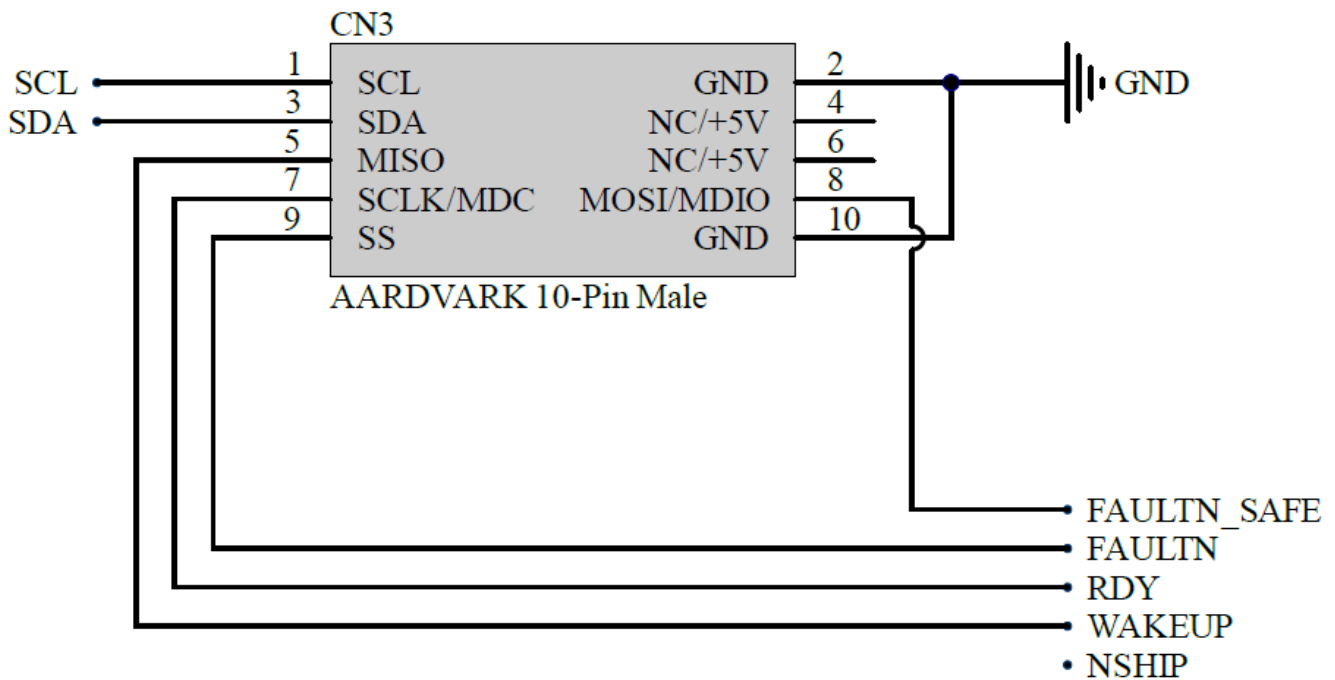 CN3
SCL 1 SCL GND 2 GND
SDA 3 SDA NC/+5V 4
5 MISO NC/+5V 6
7 SCLK/MDC MOSI/MDIO 8
9 SS GND 10
AARDVARK 10-Pin Male
FAULTN_SAFE
FAULTN
RDY
WAKEUP
NSHIP